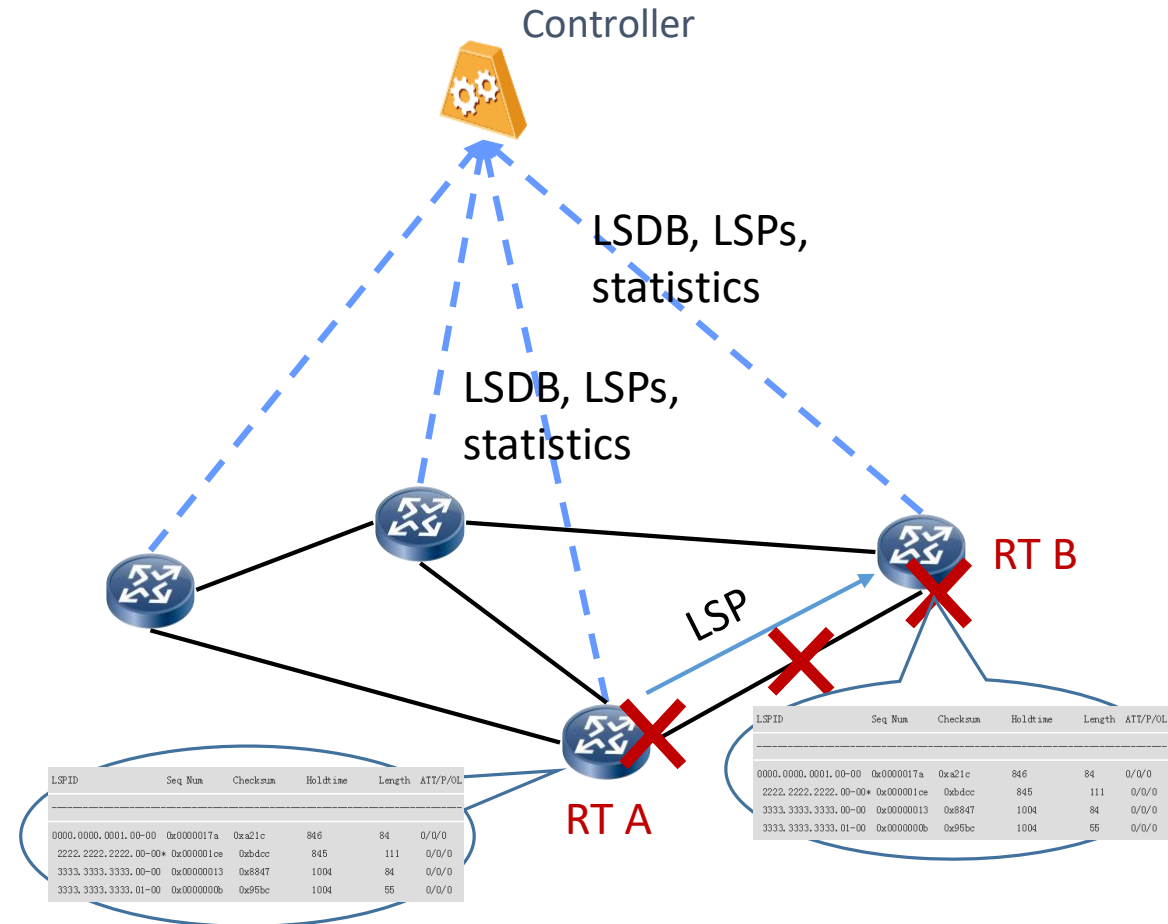 Controller
LSDB, LSPs,
statistics
LSDB, LSPs,
statistics
RT B
LSP
RT A
LSPID Seq Num Checksum Holdtime Length ATT/P/OL
0000.0000.0001.00-00 0x0000017a 0xa21c 846 84 0/0/0
2222.2222.2222.00-00* 0x000001ce 0xbdcc 845 111 0/0/0
3333.3333.3333.00-00 0x00000013 0x8847 1004 84 0/0/0
3333.3333.3333.01-00 0x0000000b 0x95bc 1004 55 0/0/0
LSPID Seq Num Checksum Holdtime Length ATT/P/OL
0000.0000.0001.00-00 0x0000017a 0xa21c 846 84 0/0/0
2222.2222.2222.00-00* 0x000001ce 0xbdcc 845 111 0/0/0
3333.3333.3333.00-00 0x00000013 0x8847 1004 84 0/0/0
3333.3333.3333.01-00 0x0000000b 0x95bc 1004 55 0/0/0